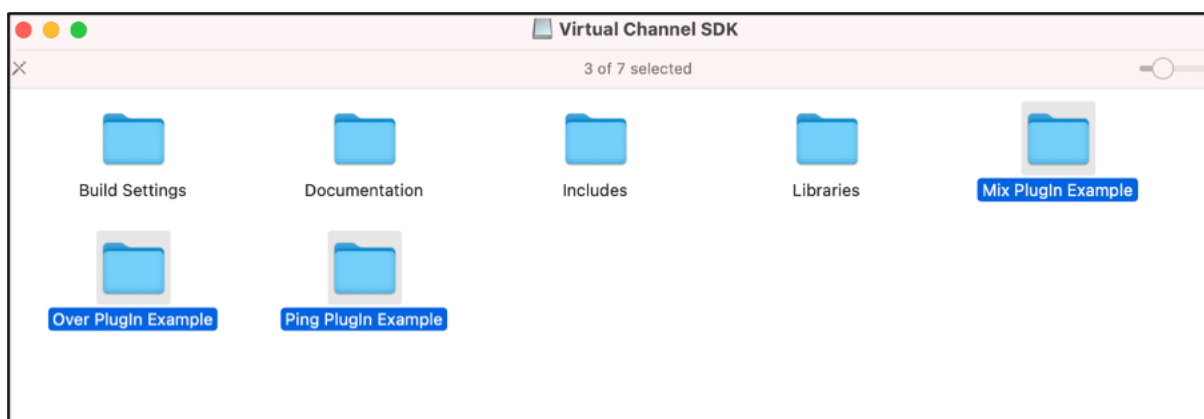 Virtual Channel SDK
3 of 7 selected
Build Settings
Documentation
Includes
Libraries
Mix PlugIn Example
Over PlugIn Example
Ping PlugIn Example